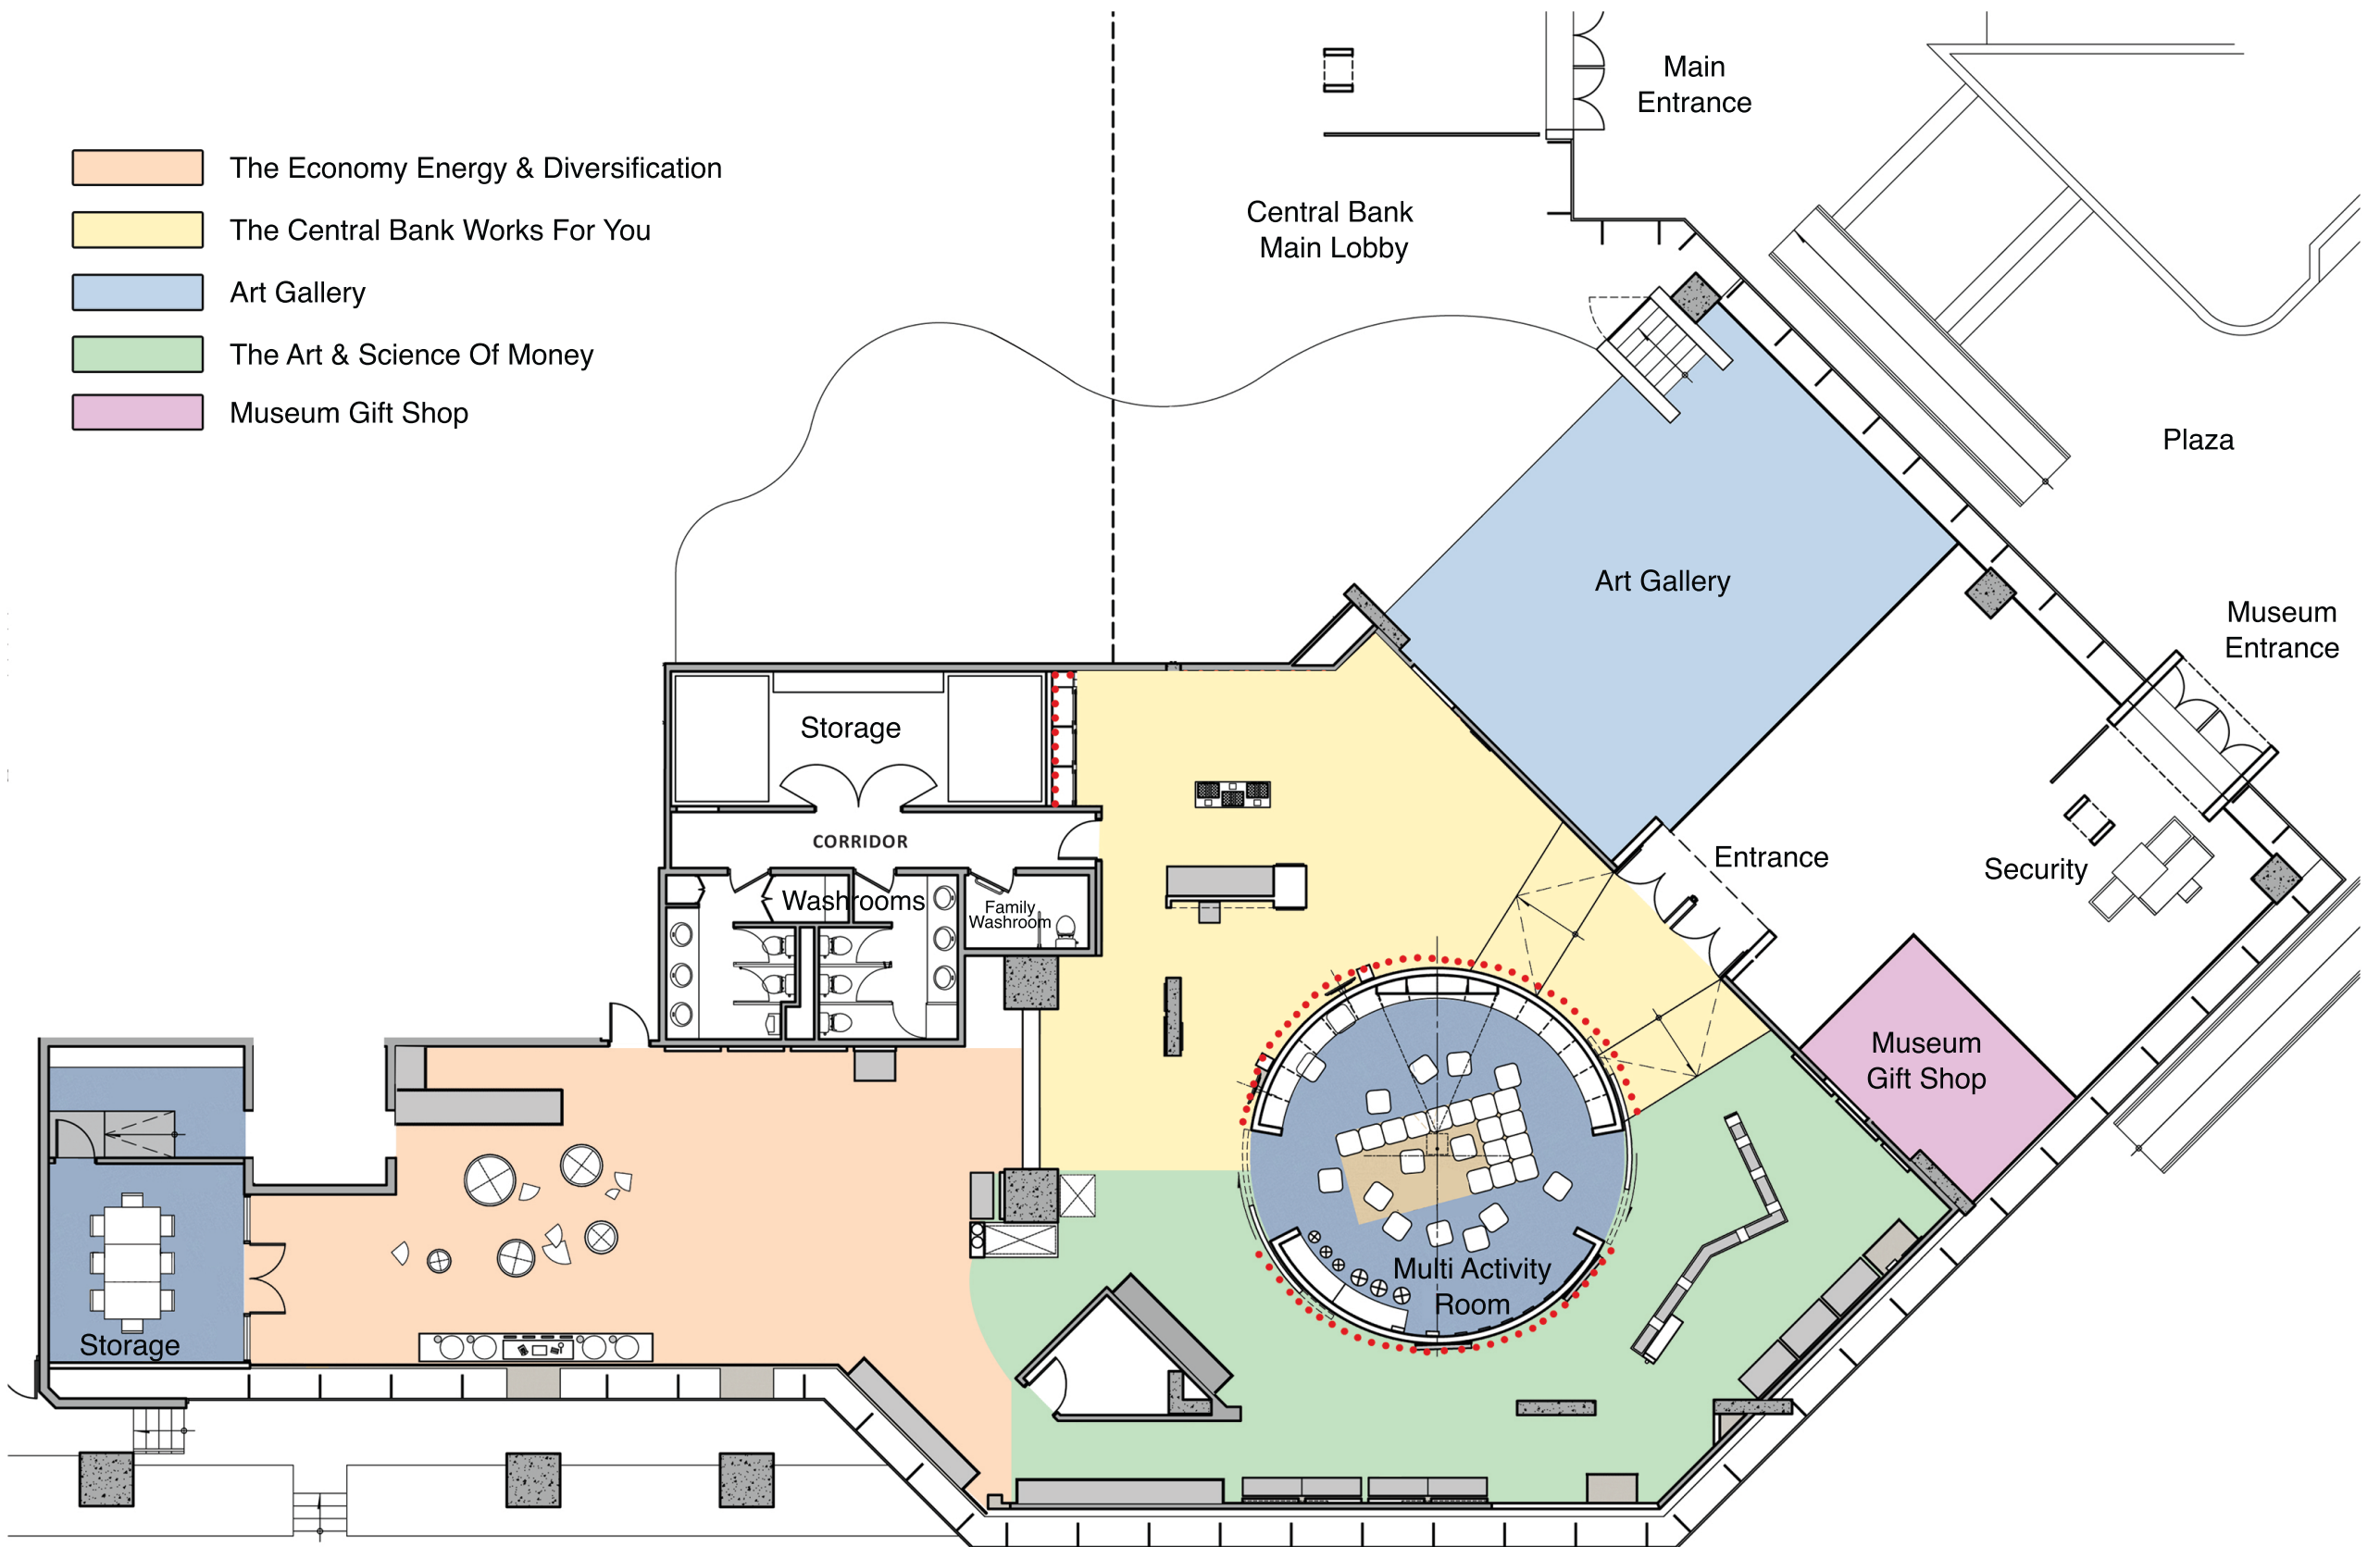 Main
Entrance
The Economy Energy & Diversification
The Central Bank Works For You
Central Bank
Main Lobby
Art Gallery
The Art & Science Of Money
Museum Gift Shop
Plaza
Art Gallery
Museum
Entrance
Storage
CORRIDOR
Entrance
Security
Washrooms
Family
Washroom
Museum
Gift Shop
Multi Activity
Room
Storage